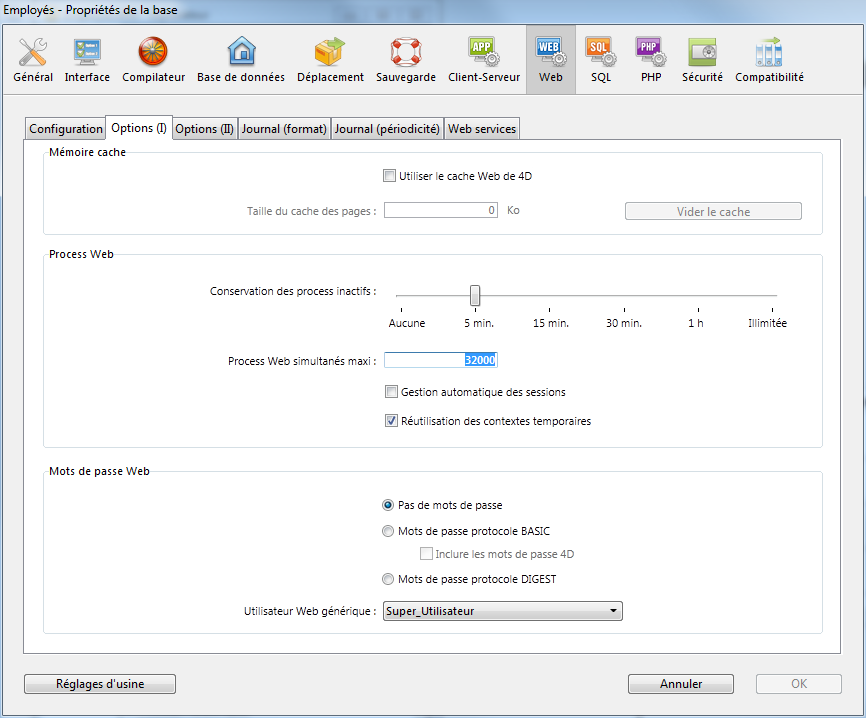 Employés - Propriétés de la base
APP WEB SQL PHP
Général Interface Compilateur Base de données Déplacement Sauvegarde Client-Serveur Web SQL PHP Sécurité Compatibilité
Configuration Options (I) Options (II) Journal (format) Journal (périodicité) Web services
Mémoire cache
Utiliser le cache Web de 4D
Taille du cache des pages : 0 Ko Vider le cache
Process Web
Conservation des process inactifs :
Aucune 5 min. 15 min. 30 min. 1 h Illimitée
Process Web simultanés maxi : 32000
Gestion automatique des sessions
Réutilisation des contextes temporaires
Mots de passe Web
Pas de mots de passe
Mots de passe protocole BASIC
Inclure les mots de passe 4D
Mots de passe protocole DIGEST
Utilisateur Web générique : Super_Utilisateur
Réglages d'usine Annuler OK